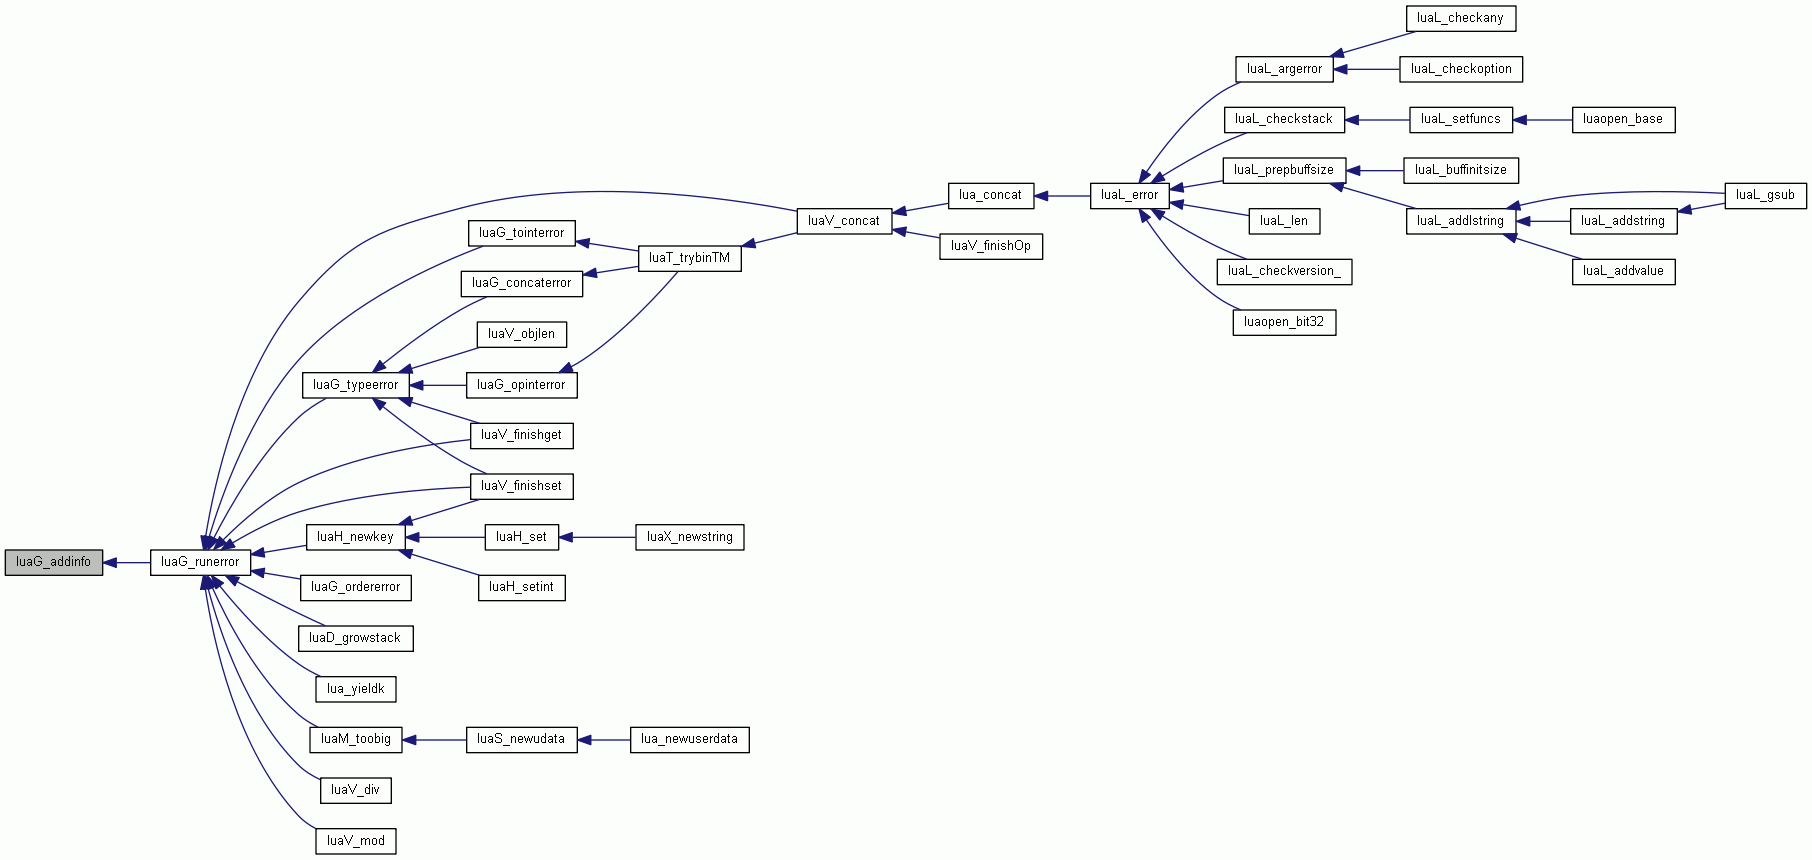 luaL_checkany
luaL_argerror
luaL_checkoption
luaL_checkstack
luaL_setfuncs
luaopen_base
luaL_prepbuffsize
luaL_buffinitsize
lua_concat
luaL_error
luaL_gsub
luaV_concat
luaL_len
luaL_addlstring
luaL_addstring
luaG_tointerror
luaV_finishOp
luaT_trybinTM
luaL_checkversion_
luaL_addvalue
luaG_concaterror
luaopen_bit32
luaV_objlen
luaG_typeerror
luaG_opinterror
luaV_finishget
luaV_finishset
luaH_newkey
luaH_set
luaX_newstring
luaG_addinfo
luaG_runerror
luaG_ordererror
luaH_setint
luaD_growstack
lua_yieldk
luaM_toobig
luaS_newudata
lua_newuserdata
luaV_div
luaV_mod